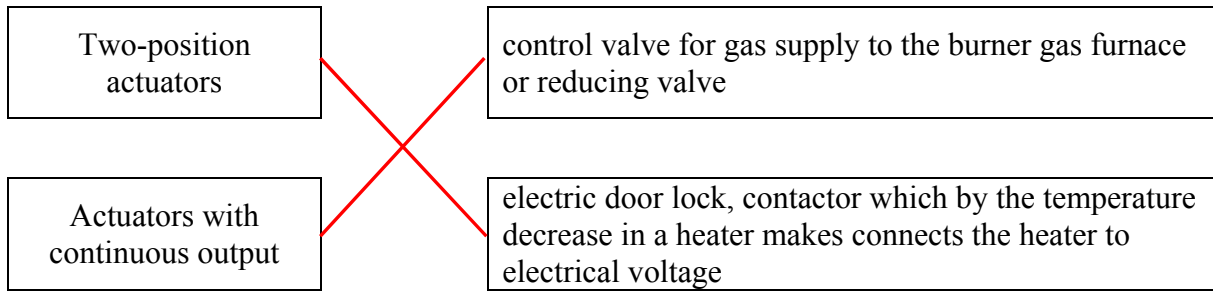 Two-position
actuators
control valve for gas supply to the burner gas furnace
or reducing valve
Actuators with
continuous output
electric door lock, contactor which by the temperature
decrease in a heater makes connects the heater to
electrical voltage